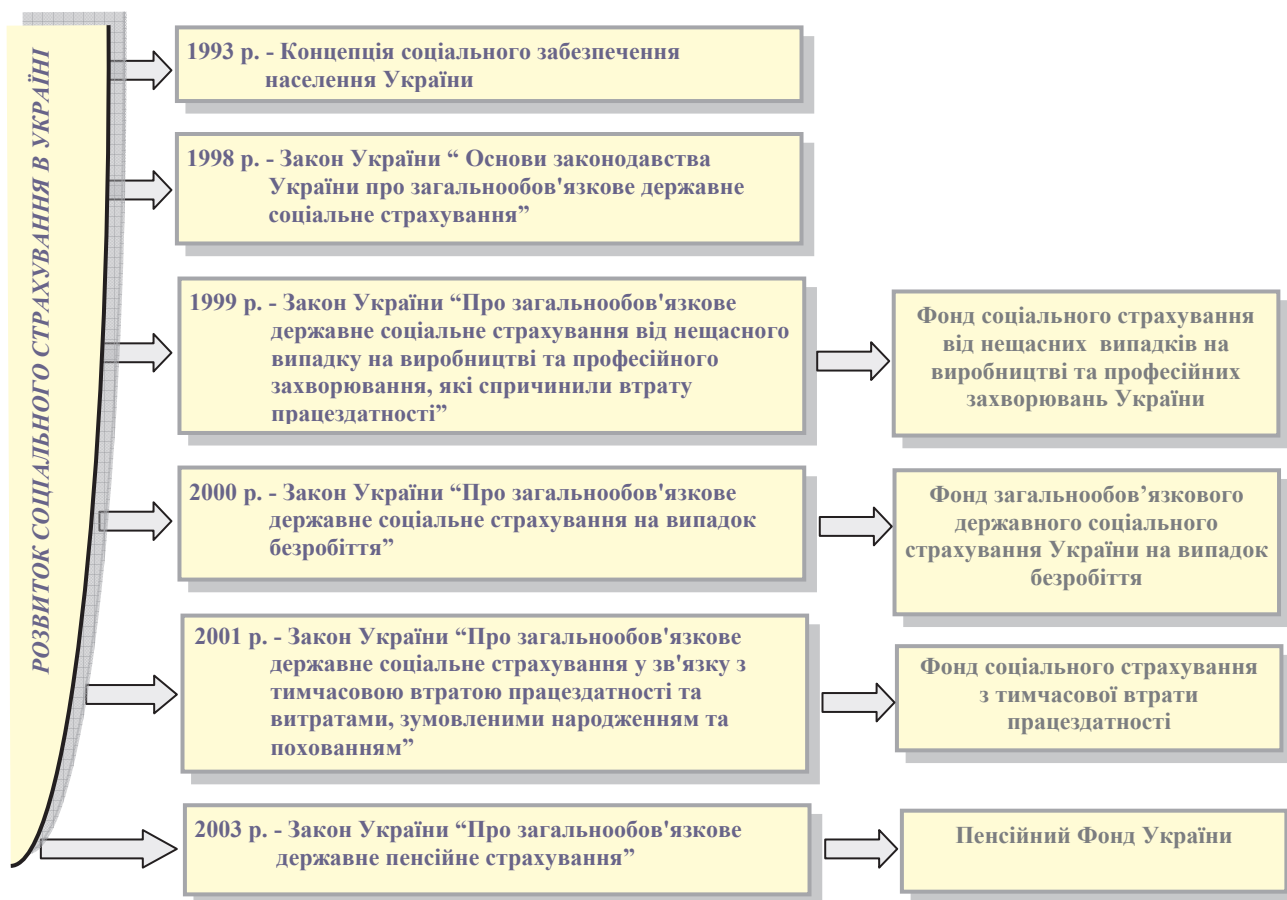 РОЗВИТОК СОЦІАЛЬНОГО СТРАХУВАННЯ В УКРАЇНІ
1993 р. - Концепція соціального забезпечення
населення України
1998 р. - Закон України “ Основи законодавства
України про загальнообов'язкове державне
соціальне страхування”
1999 р. - Закон України “Про загальнообов'язкове
державне соціальне страхування від нещасного
випадку на виробництві та професійного
захворювання, які спричинили втрату
працездатності”
Фонд соціального страхування
від нещасних випадків на
виробництві та професійних
захворювань України
2000 р. - Закон України “Про загальнообов'язкове
державне соціальне страхування на випадок
безробіття”
Фонд загальнообов’язкового
державного соціального
страхування України на випадок
безробіття
2001 р. - Закон України “Про загальнообов'язкове
державне соціальне страхування у зв'язку з
тимчасовою втратою працездатності та
витратами, зумовленими народженням та
похованням”
Фонд соціального страхування
з тимчасової втрати
працездатності
2003 р. - Закон України “Про загальнообов'язкове
державне пенсійне страхування”
Пенсійний Фонд України